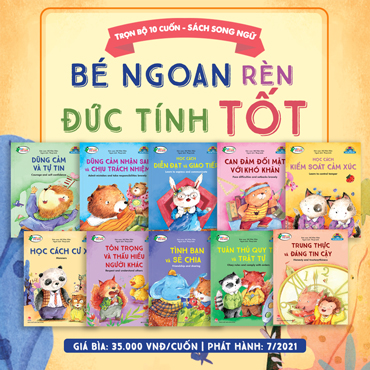 TRỌN BỘ 10 CUỐN - SÁCH SONG NGỮ
BÉ NGOAN RÈN
ĐỨC TÍNH TỐT
DŨNG CẢM
VÀ TỰ TIN
DŨNG CẢM NHẬN SAI
VÀ CHỊU TRÁCH NHIỆM
HỌC CÁCH
DIỄN ĐẠT VÀ GIAO TIẾP
CAN ĐẢM ĐỐI MẶT
VỚI KHÓ KHĂN
HỌC CÁCH
KIỂM SOÁT CẢM XÚC
HỌC CÁCH CƯ
TÔN TRỌNG
VÀ THẤU HIỂU
NGƯỜI KHÁC
TÌNH BẠN
VÀ SẺ CHIA
TUÂN THỦ QUY T
VÀ TRẬT TỰ
TRUNG THỰC
VÀ ĐÁNG TIN CẬY
GIÁ BÌA: 35.000 VNĐ/CUỐN | PHÁT HÀNH: 7/2021